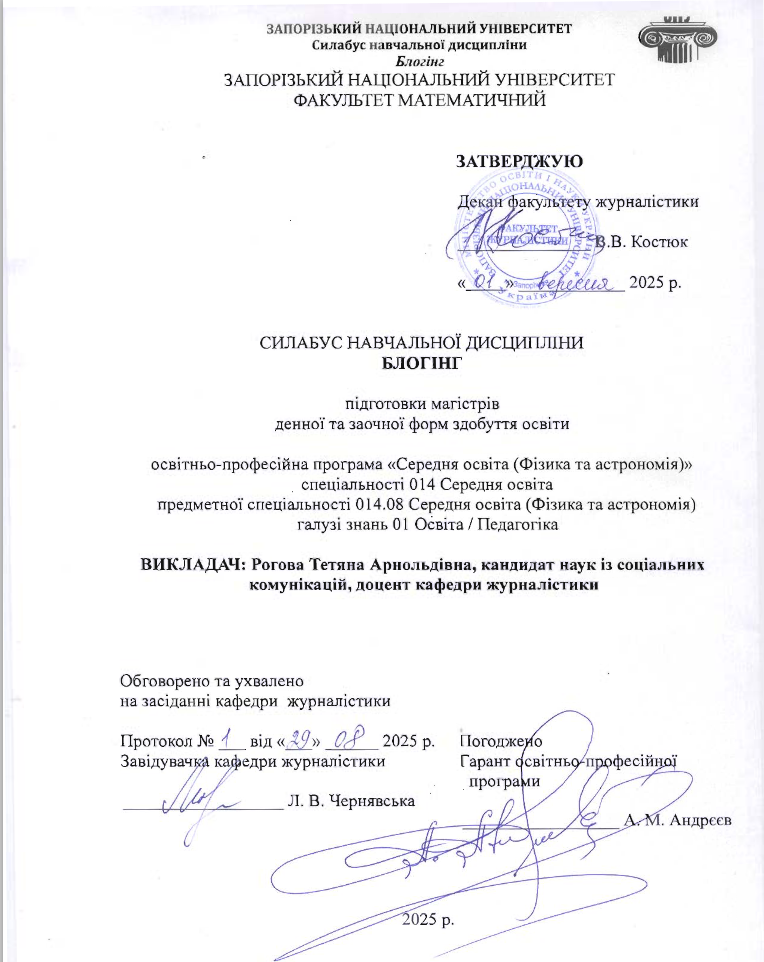 ЗАПОРІЗЬКИЙ НАЦІОНАЛЬНИЙ УНІВЕРСИТЕТ
Силабус навчальної дисципліни
Блогінг
ЗАПОРІЗЬКИЙ НАЦІОНАЛЬНИЙ УНІВЕРСИТЕТ
ФАКУЛЬТЕТ МАТЕМАТИЧНИЙ
ЗАТВЕРДЖУЮ
Декан факультету журналістики
В.В. Костюк
« 01 » вересня 2025 р.
ФАКУЛЬТЕТ
ЖУРНАЛІСТИКИ
Україна
СИЛАБУС НАВЧАЛЬНОЇ ДИСЦИПЛІНИ
БЛОГІНГ
підготовки магістрів
денної та заочної форм здобуття освіти
освітньо-професійна програма «Середня освіта (Фізика та астрономія)»
спеціальності 014 Середня освіта
предметної спеціальності 014.08 Середня освіта (Фізика та астрономія)
галузі знань 01 Освіта / Педагогіка
ВИКЛАДАЧ: Рогова Тетяна Арнольдівна, кандидат наук із соціальних
комунікацій, доцент кафедри журналістики
Обговорено та ухвалено
на засіданні кафедри журналістики
Протокол № 1 від «29» 08 2025 р.
Завідувачка кафедри журналістики
Л. В. Чернявська
Погоджено
Гарант освітньо-професійної
програми
А. М. Андрєєв
2025 р.